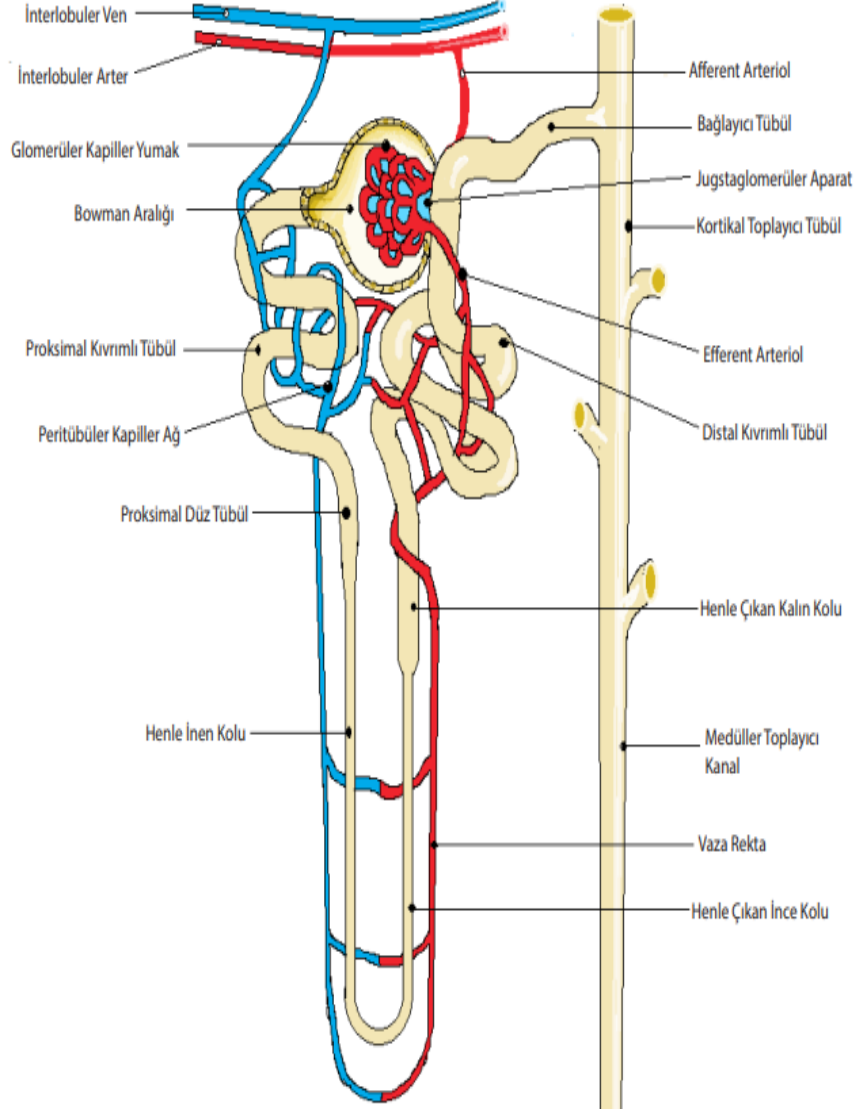 İnterlobuler Ven
İnterlobuler Arter
Glomerüler Kapiller Yumak
Bowman Aralığı
Proksimal Kıvrımlı Tübül
Peritübüler Kapiller Ağ
Proksimal Düz Tübül
Henle İnen Kolu
Afferent Arteriol
Bağlayıcı Tübül
Jugstaglomerüler Aparat
Kortikal Toplayıcı Tübül
Efferent Arteriol
Distal Kıvrımlı Tübül
Henle Çıkan Kalın Kolu
Medüller Toplayıcı
Kanal
Vaza Rekta
Henle Çıkan İnce Kolu